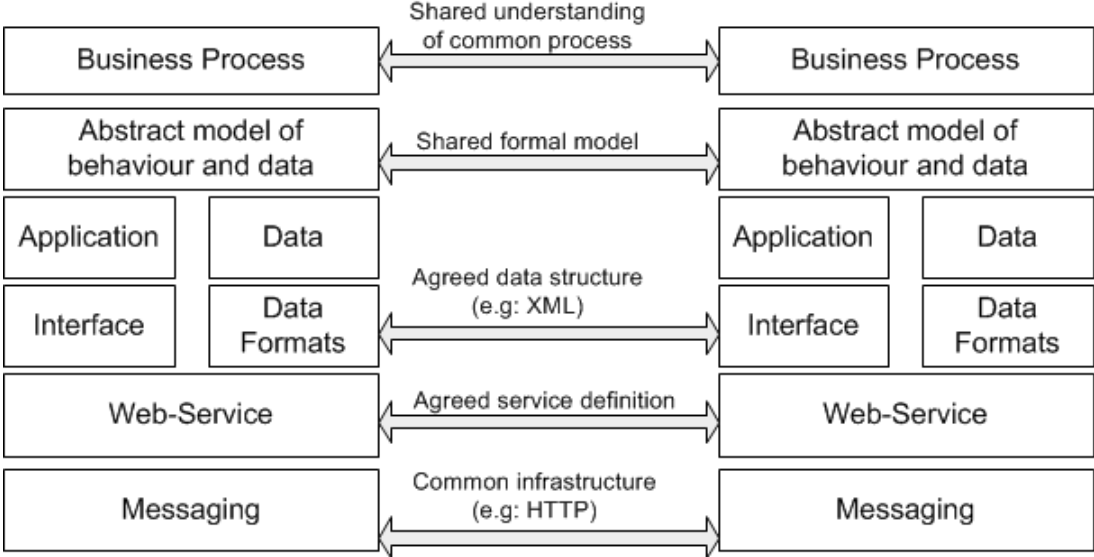 Shared understanding
of common process
Business Process
Business Process
Abstract model of
behaviour and data
Shared formal model
Abstract model of
behaviour and data
Application
Data
Application
Data
Agreed data structure
(e.g: XML)
Interface
Data
Formats
Interface
Data
Formats
Web-Service
Agreed service definition
Web-Service
Messaging
Common infrastructure
(e.g: HTTP)
Messaging